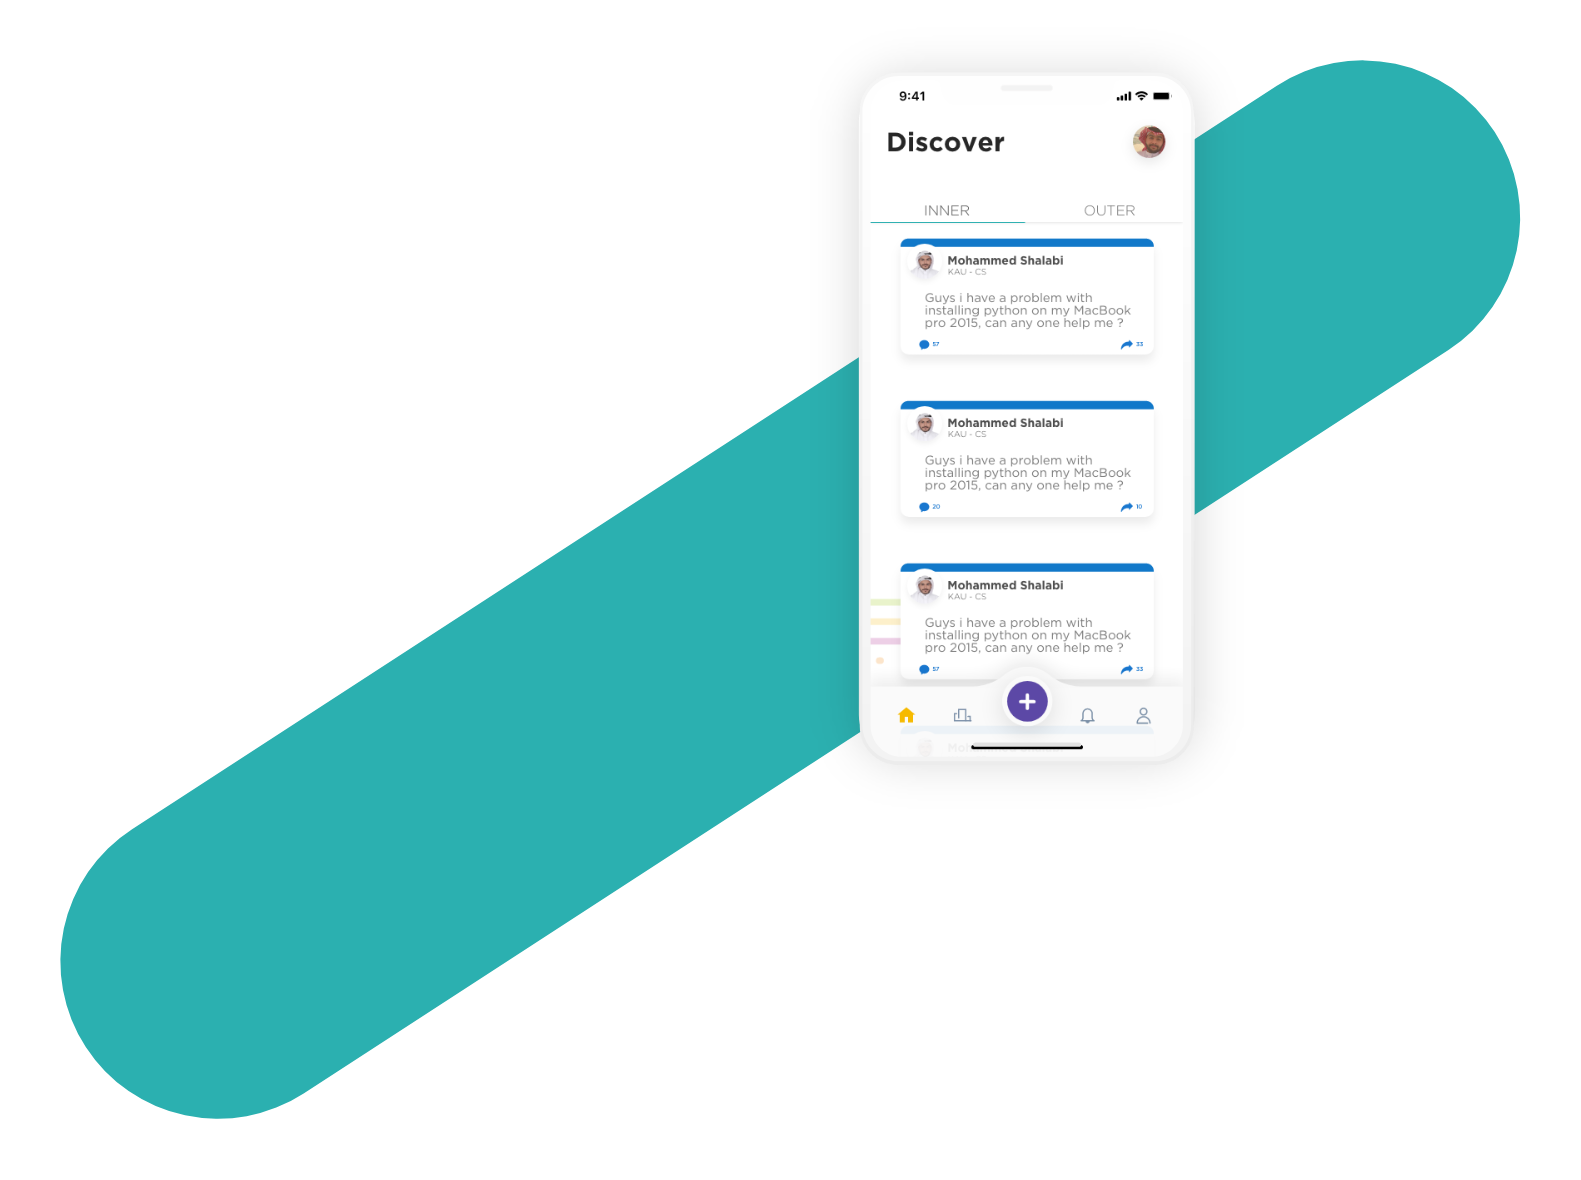 9:41
Discover
INNER
OUTER
Mohammed Shalabi
KAU - CS
Guys i have a problem with
installing python on my MacBook
pro 2015, can any one help me ?
57
33
Mohammed Shalabi
KAU - CS
Guys i have a problem with
installing python on my MacBook
pro 2015, can any one help me ?
20
10
Mohammed Shalabi
KAU - CS
Guys i have a problem with
installing python on my MacBook
pro 2015, can any one help me ?
57
33